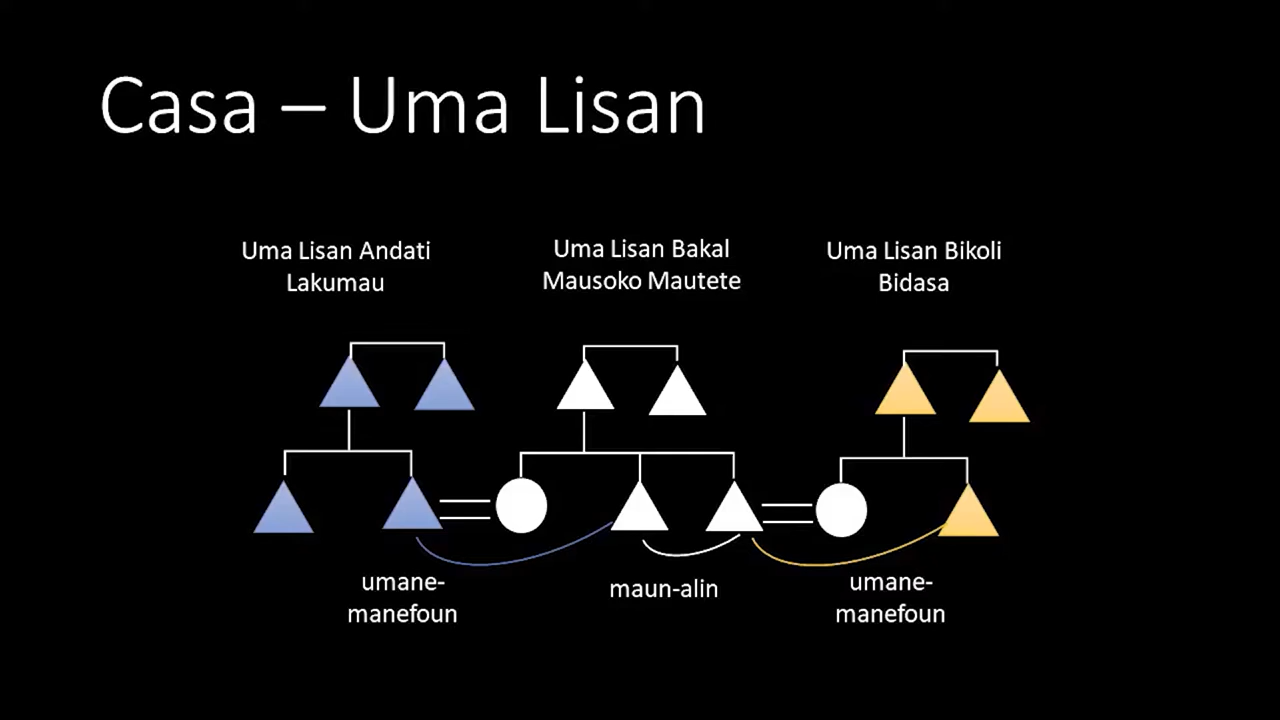 Casa – Uma Lisan
Uma Lisan Andati
Lakumau
Uma Lisan Bakal
Mausoko Mautete
Uma Lisan Bikoli
Bidasa
umane-
manefoun
maun-alin
umane-
manefoun